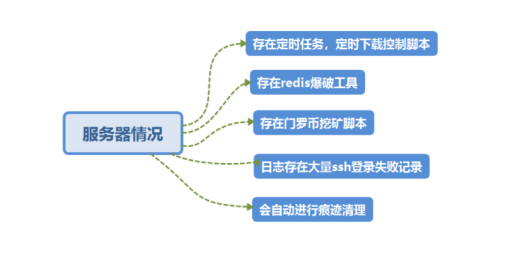 存在定时任务，定时下载控制脚本
存在redis爆破工具
服务器情况
存在门罗币挖矿脚本
日志存在大量ssh登录失败记录
会自动进行痕迹清理